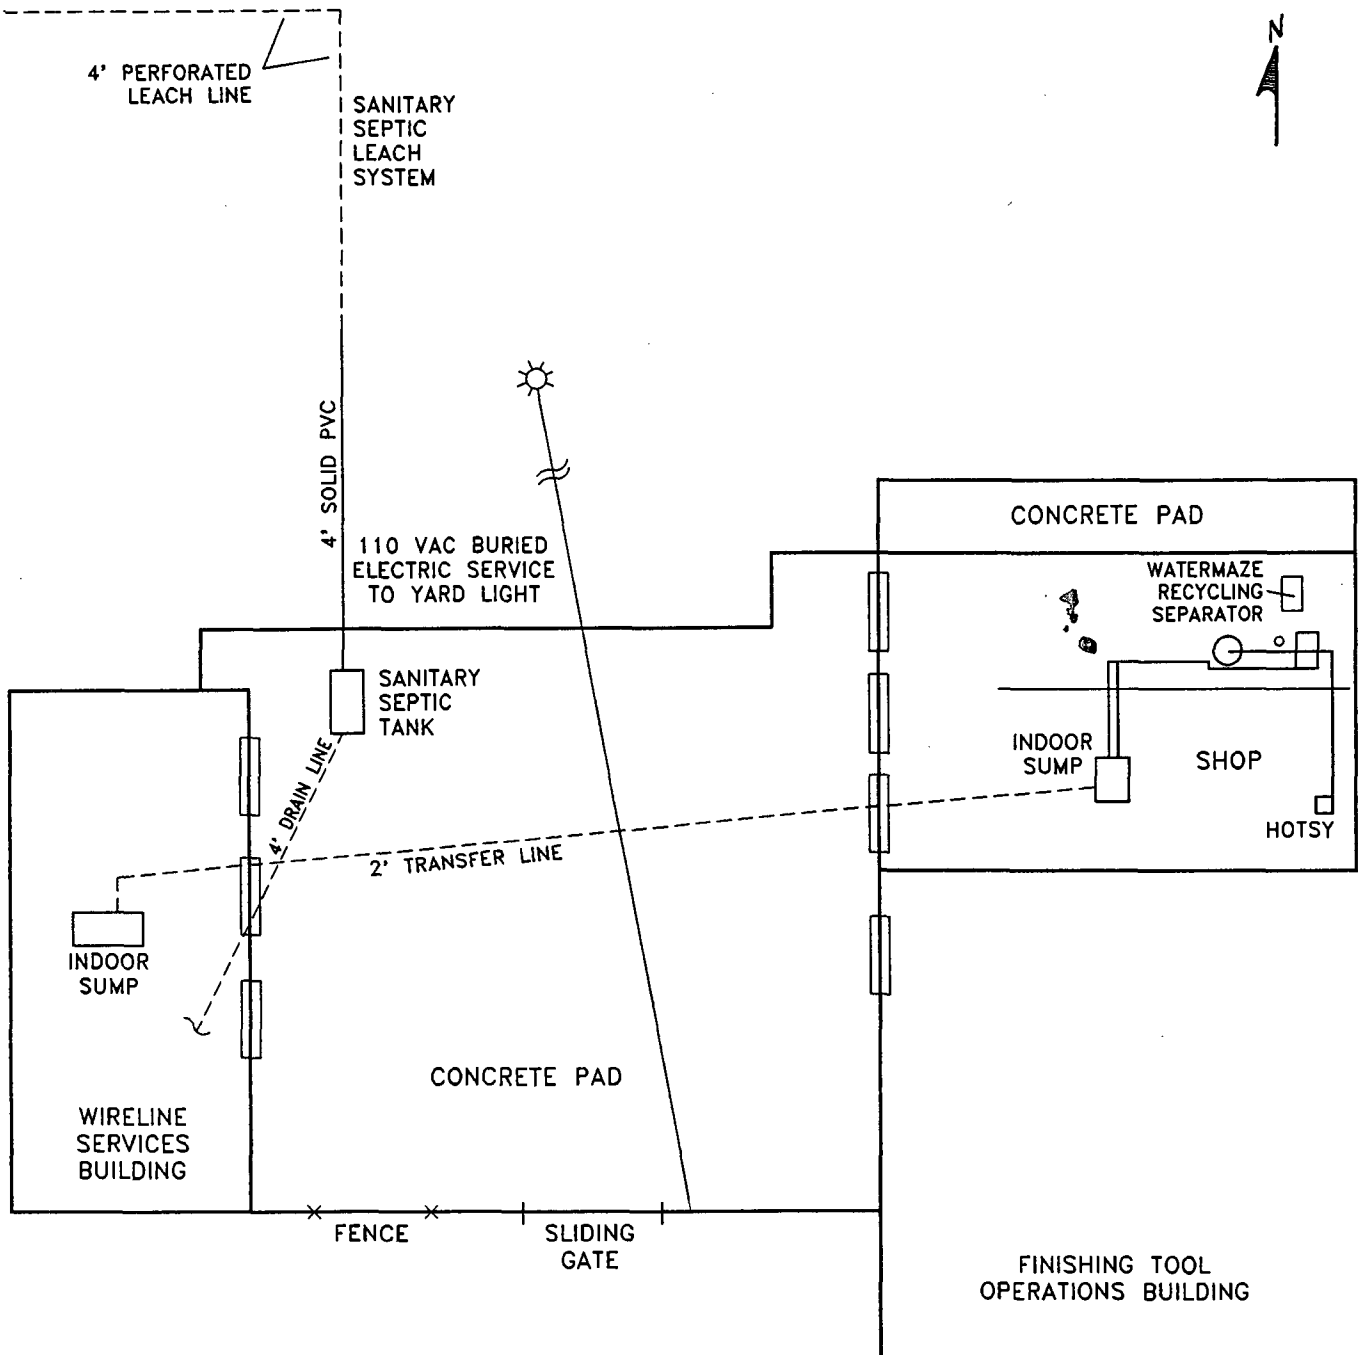 N
4' PERFORATED
LEACH LINE
SANITARY
SEPTIC
LEACH
SYSTEM
4' SOLID PVC
110 VAC BURIED
ELECTRIC SERVICE
TO YARD LIGHT
CONCRETE PAD
WATERMAZE
RECYCLING
SEPARATOR
SANITARY
SEPTIC
TANK
4' DRAIN LINE
INDOOR
SUMP
SHOP
HOTSY
2' TRANSFER LINE
INDOOR
SUMP
CONCRETE PAD
WIRELINE
SERVICES
BUILDING
FENCE
SLIDING
GATE
FINISHING TOOL
OPERATIONS BUILDING